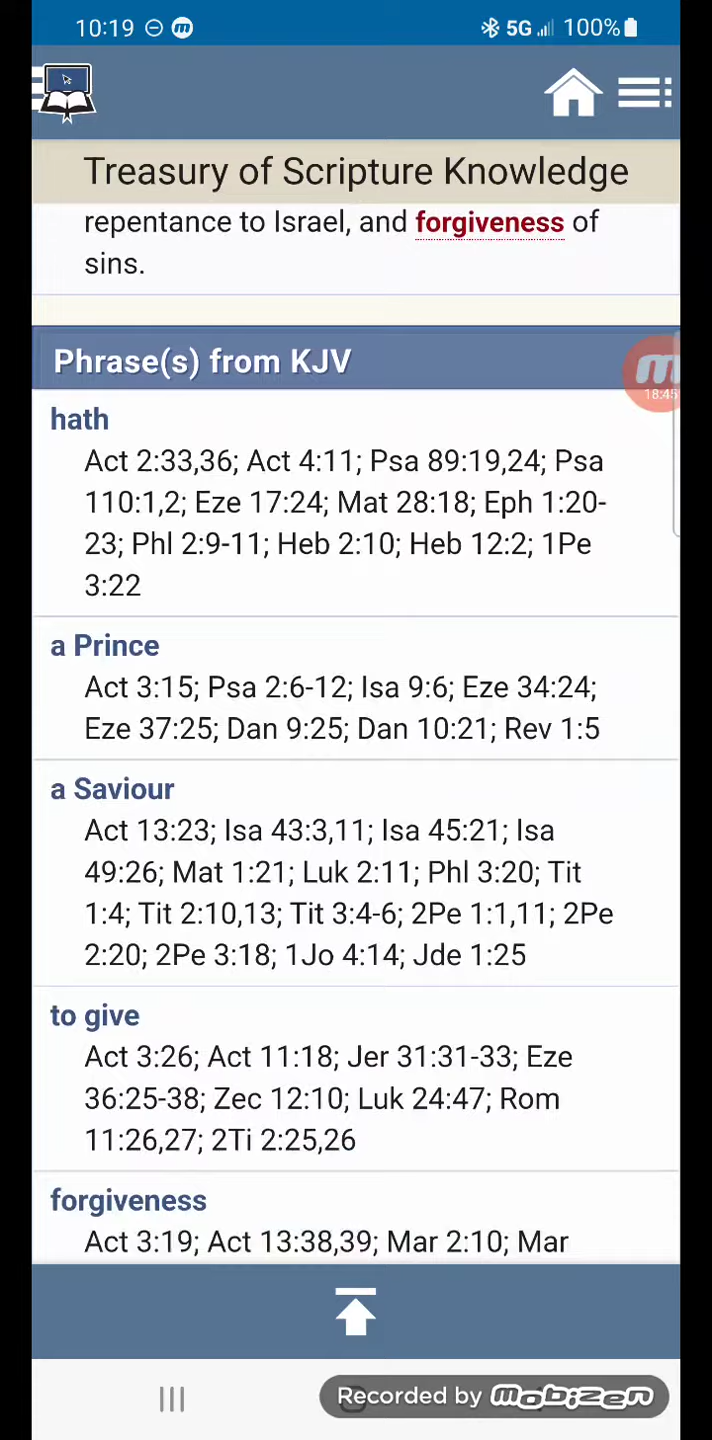 10:19 5G 100%
Treasury of Scripture Knowledge
repentance to Israel, and forgiveness of
sins.
Phrase(s) from KJV
18:45
hath
Act 2:33,36; Act 4:11; Psa 89:19,24; Psa
110:1,2; Eze 17:24; Mat 28:18; Eph 1:20-
23; Phl 2:9-11; Heb 2:10; Heb 12:2; 1Pe
3:22
a Prince
Act 3:15; Psa 2:6-12; Isa 9:6; Eze 34:24;
Eze 37:25; Dan 9:25; Dan 10:21; Rev 1:5
a Saviour
Act 13:23; Isa 43:3,11; Isa 45:21; Isa
49:26; Mat 1:21; Luk 2:11; Phl 3:20; Tit
1:4; Tit 2:10,13; Tit 3:4-6; 2Pe 1:1,11; 2Pe
2:20; 2Pe 3:18; 1Jo 4:14; Jde 1:25
to give
Act 3:26; Act 11:18; Jer 31:31-33; Eze
36:25-38; Zec 12:10; Luk 24:47; Rom
11:26,27; 2Ti 2:25,26
forgiveness
Act 3:19; Act 13:38,39; Mar 2:10; Mar
Recorded by mobizen